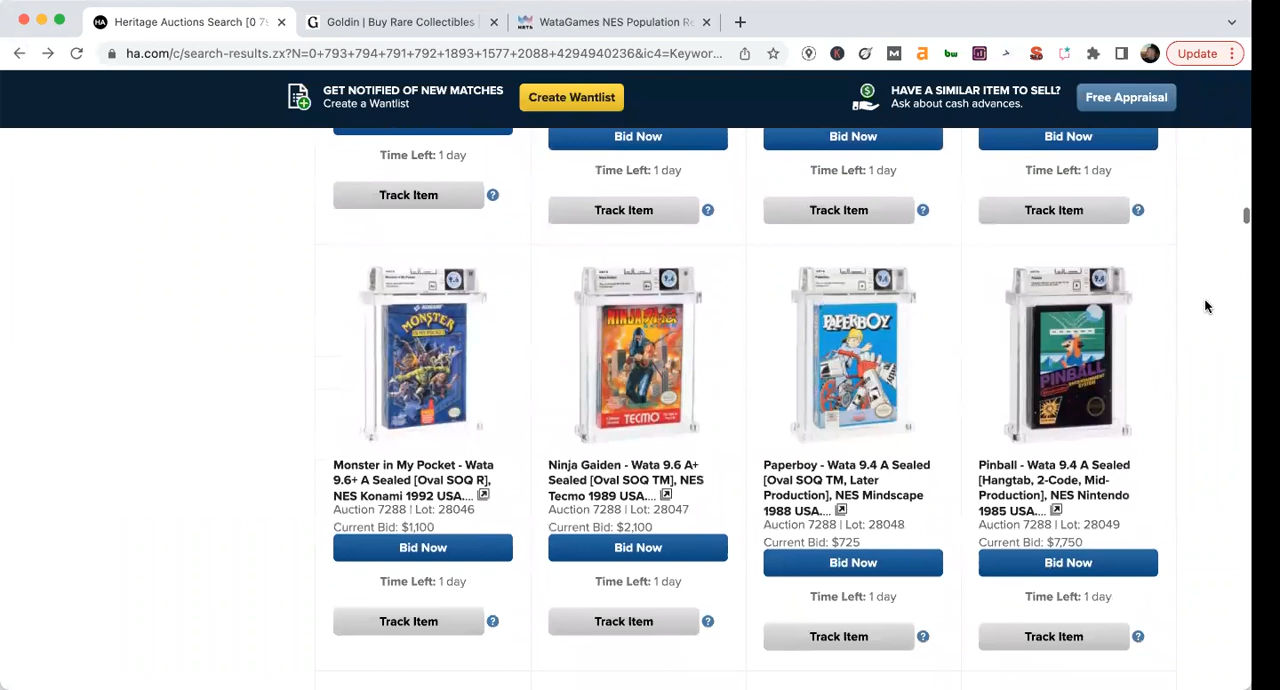 Heritage Auctions Search [0 79
Goldin | Buy Rare Collectibles
WataGames NES Population Re
ha.com/c/search-results.zx?N=0+793+794+791+792+1893+1577+2088+4294940236&ic4=Keywor...
Update
GET NOTIFIED OF NEW MATCHES
Create a Wantlist
Create Wantlist
HAVE A SIMILAR ITEM TO SELL?
Ask about cash advances.
Free Appraisal
Bid Now
Bid Now
Bid Now
Time Left: 1 day
Time Left: 1 day
Time Left: 1 day
Time Left: 1 day
Track Item
Track Item
Track Item
Track Item
MONSTER
IN MY POCKET
NINJA GAIDEN
TECMO
PAPERBOY
PINBALL
Monster in My Pocket - Wata
9.6+ A Sealed [Oval SOQ R],
NES Konami 1992 USA....
Auction 7288 | Lot: 28046
Current Bid: $1,100
Bid Now
Time Left: 1 day
Track Item
Ninja Gaiden - Wata 9.6 A+
Sealed [Oval SOQ TM], NES
Tecmo 1989 USA....
Auction 7288 | Lot: 28047
Current Bid: $2,100
Bid Now
Time Left: 1 day
Track Item
Paperboy - Wata 9.4 A Sealed
[Oval SOQ TM, Later
Production], NES Mindscape
1988 USA....
Auction 7288 | Lot: 28048
Current Bid: $725
Bid Now
Time Left: 1 day
Track Item
Pinball - Wata 9.4 A Sealed
[Hangtab, 2-Code, Mid-
Production], NES Nintendo
1985 USA....
Auction 7288 | Lot: 28049
Current Bid: $7,750
Bid Now
Time Left: 1 day
Track Item